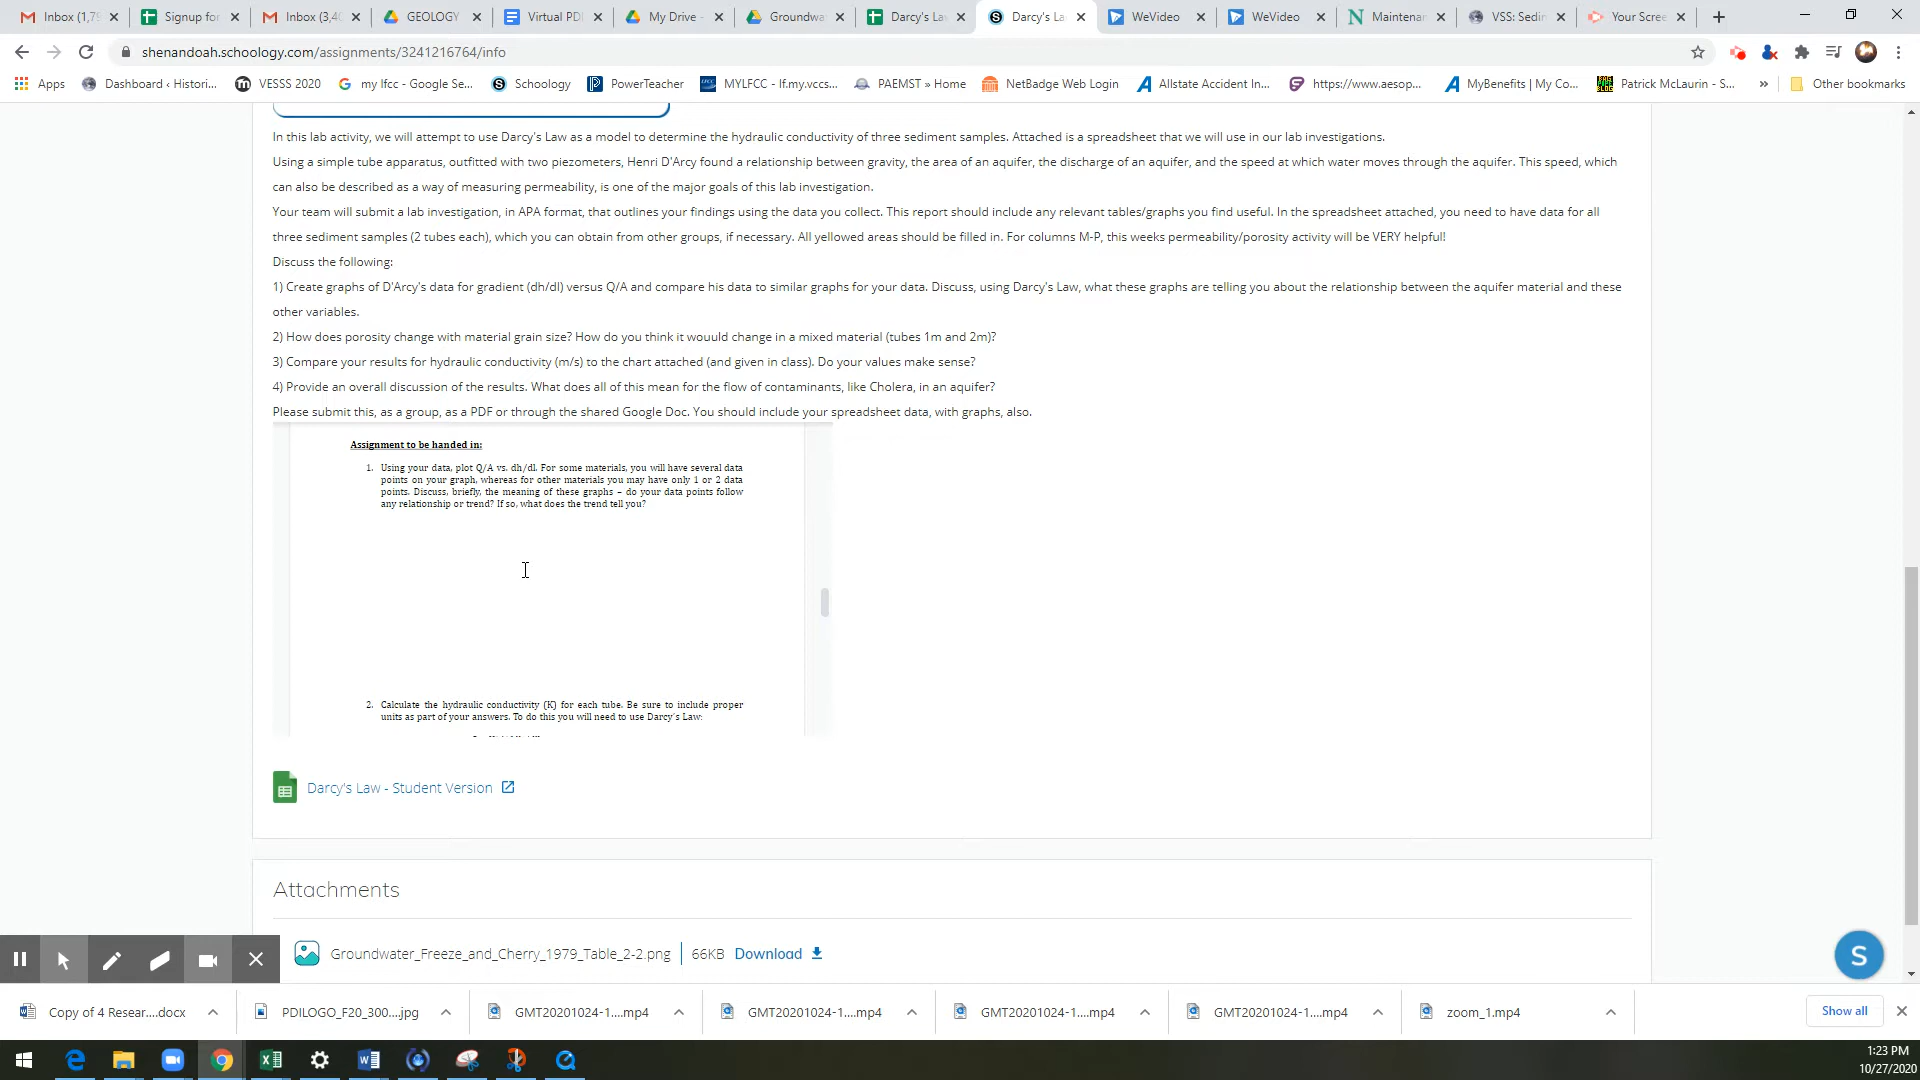 Inbox (1,7
Signup for
Inbox (3,4
GEOLOGY
Virtual PD
My Drive -
Groundwa
Darcy's La
Darcy's La
WeVideo
WeVideo
Maintenan
VSS: Sedin
Your Scree
shenandoah.schoology.com/assignments/3241216764/info
Apps
Dashboard ‹ Histori...
VESSS 2020
my lfcc - Google Se...
Schoology
PowerTeacher
MYLFCC - lf.my.vccs...
PAEMST » Home
NetBadge Web Login
Allstate Accident In...
https://www.aesop...
MyBenefits | My Co...
Patrick McLaurin - S...
»
Other bookmarks
In this lab activity, we will attempt to use Darcy's Law as a model to determine the hydraulic conductivity of three sediment samples. Attached is a spreadsheet that we will use in our lab investigations.
Using a simple tube apparatus, outfitted with two piezometers, Henri D'Arcy found a relationship between gravity, the area of an aquifer, the discharge of an aquifer, and the speed at which water moves through the aquifer. This speed, which
can also be described as a way of measuring permeability, is one of the major goals of this lab investigation.
Your team will submit a lab investigation, in APA format, that outlines your findings using the data you collect. This report should include any relevant tables/graphs you find useful. In the spreadsheet attached, you need to have data for all
three sediment samples (2 tubes each), which you can obtain from other groups, if necessary. All yellowed areas should be filled in. For columns M-P, this weeks permeability/porosity activity will be VERY helpful!
Discuss the following:
1) Create graphs of D'Arcy's data for gradient (dh/dl) versus Q/A and compare his data to similar graphs for your data. Discuss, using Darcy's Law, what these graphs are telling you about the relationship between the aquifer material and these
other variables.
2) How does porosity change with material grain size? How do you think it wouuld change in a mixed material (tubes 1m and 2m)?
3) Compare your results for hydraulic conductivity (m/s) to the chart attached (and given in class). Do your values make sense?
4) Provide an overall discussion of the results. What does all of this mean for the flow of contaminants, like Cholera, in an aquifer?
Please submit this, as a group, as a PDF or through the shared Google Doc. You should include your spreadsheet data, with graphs, also.
Assignment to be handed in:
1. Using your data, plot Q/A vs. dh/dl. For some materials, you will have several data
points on your graph, whereas for other materials you may have only 1 or 2 data
points. Discuss, briefly, the meaning of these graphs – do your data points follow
any relationship or trend? If so, what does the trend tell you?
2. Calculate the hydraulic conductivity (K) for each tube. Be sure to include proper
units as part of your answers. To do this you will need to use Darcy's Law:
Darcy's Law - Student Version
Attachments
Groundwater_Freeze_and_Cherry_1979_Table_2-2.png
66KB
Download
S
Copy of 4 Resear....docx
PDILOGO_F20_300....jpg
GMT20201024-1....mp4
GMT20201024-1....mp4
GMT20201024-1....mp4
GMT20201024-1....mp4
zoom_1.mp4
Show all
1:23 PM
10/27/2020